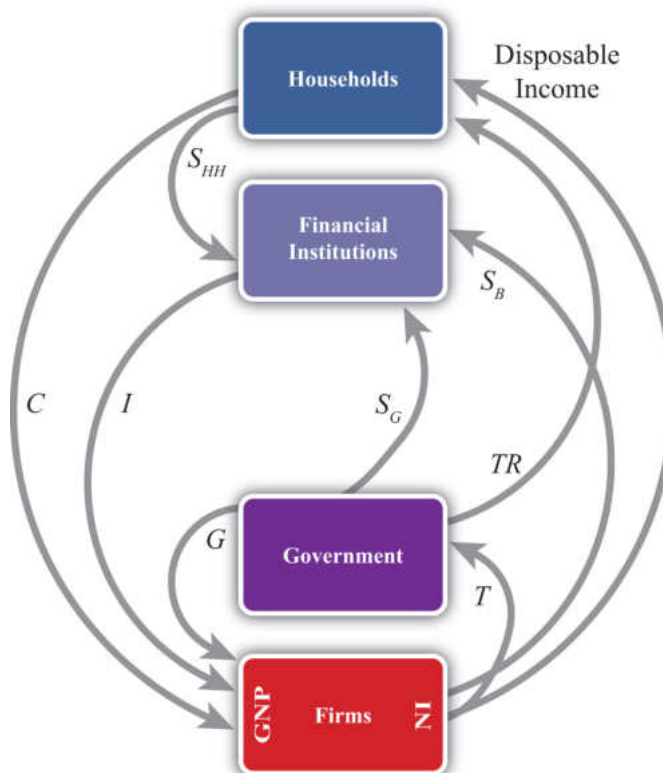 Households
Disposable
Income
S_HH
Financial
Institutions
S_B
C
I
S_G
TR
G
Government
T
GNP
Firms
NI